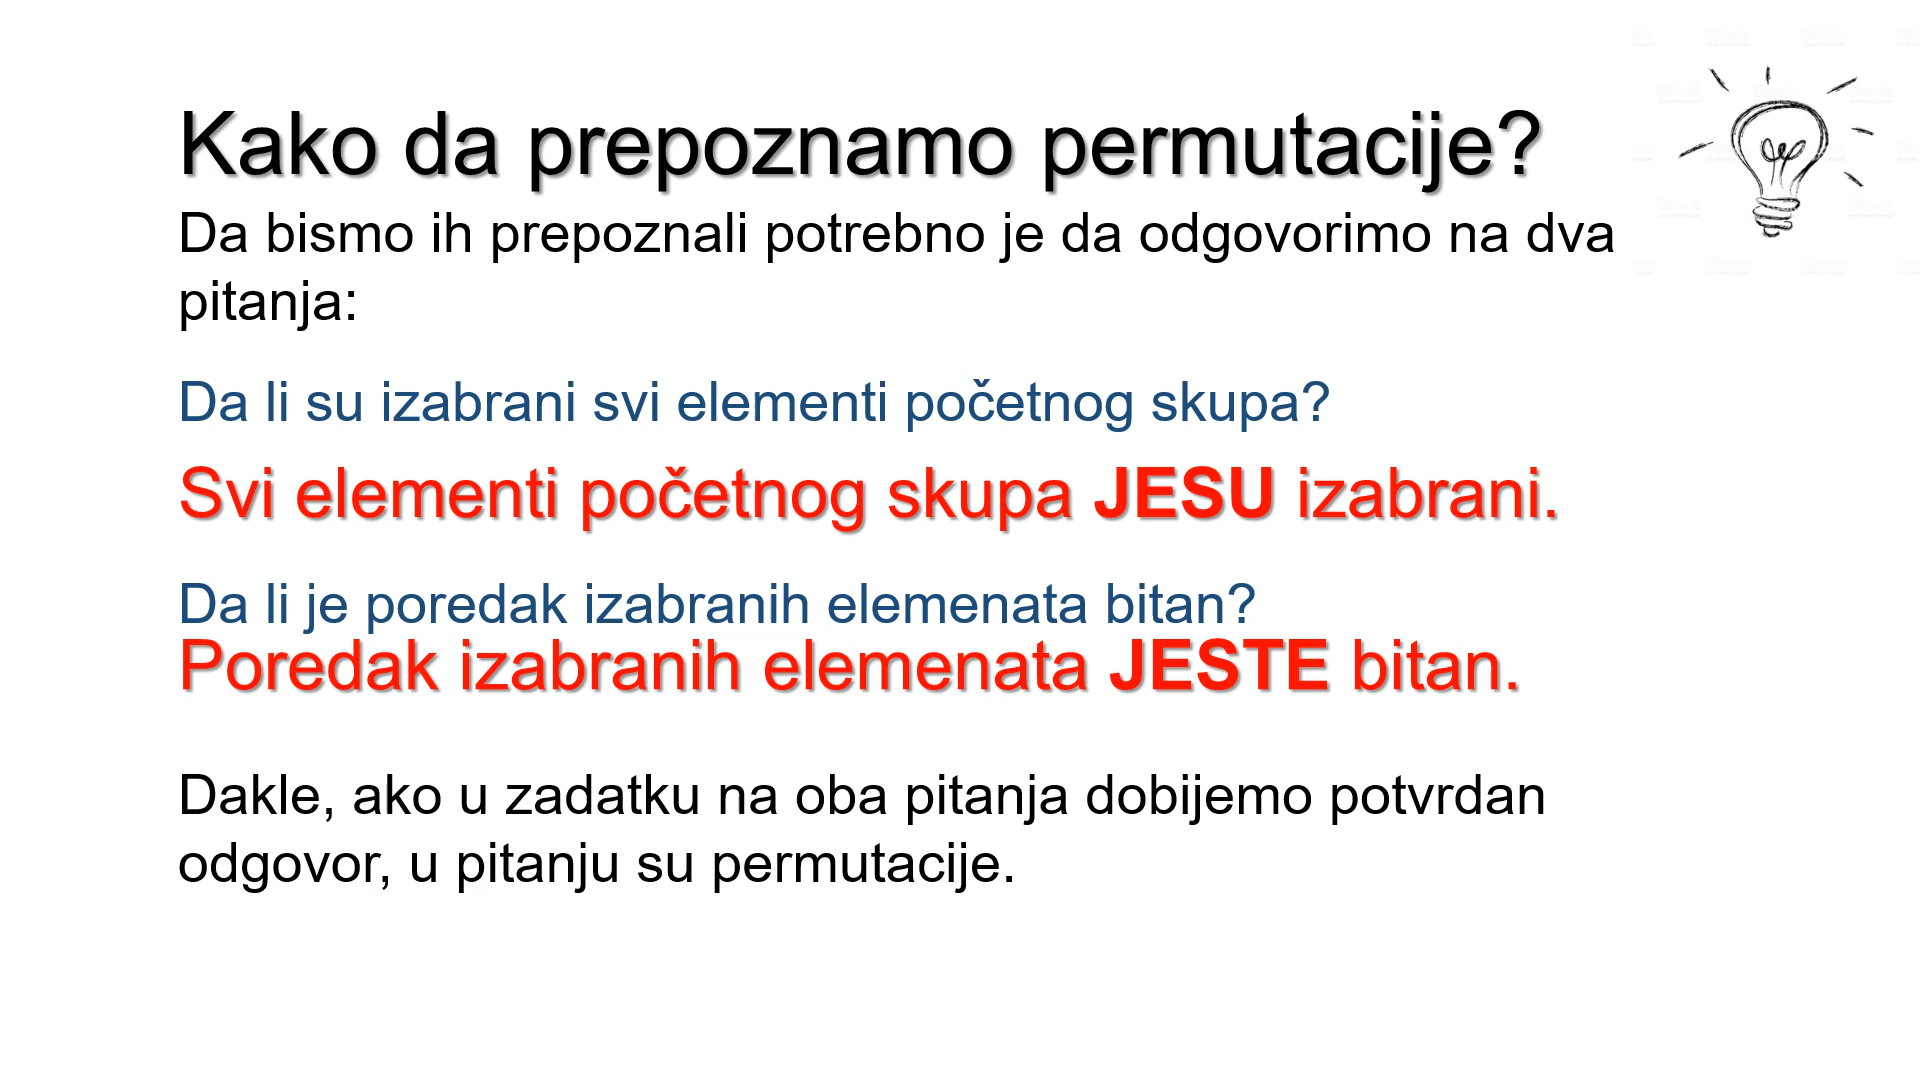 Kako da prepoznamo permutacije?
Da bismo ih prepoznali potrebno je da odgovorimo na dva
pitanja:
Da li su izabrani svi elementi početnog skupa?
Svi elementi početnog skupa JESU izabrani.
Da li je poredak izabranih elemenata bitan?
Poredak izabranih elemenata JESTE bitan.
Dakle, ako u zadatku na oba pitanja dobijemo potvrdan
odgovor, u pitanju su permutacije.